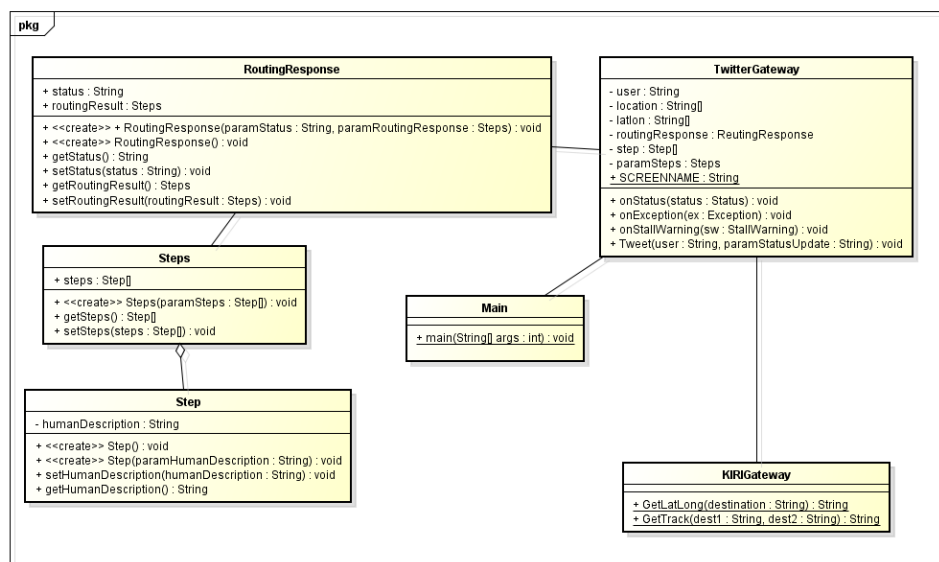 pkg
RoutingResponse
+ status : String
+ routingResult : Steps
+ <<create>> + RoutingResponse(paramStatus : String, paramRoutingResponse : Steps) : void
+ <<create>> RoutingResponse() : void
+ getStatus() : String
+ setStatus(status : String) : void
+ getRoutingResult() : Steps
+ setRoutingResult(routingResult : Steps) : void
TwitterGateway
- user : String
- location : String[]
- latlon : String[]
- routingResponse : ReutingResponse
- step : Step[]
- paramSteps : Steps
+ SCREENNAME : String
+ onStatus(status : Status) : void
+ onException(ex : Exception) : void
+ onStallWarning(sw : StallWarning) : void
+ Tweet(user : String, paramStatusUpdate : String) : void
Steps
+ steps : Step[]
+ <<create>> Steps(paramSteps : Step[]) : void
+ getSteps() : Step[]
+ setSteps(steps : Step[]) : void
Main
+ main(String[] args : int) : void
Step
- humanDescription : String
+ <<create>> Step() : void
+ <<create>> Step(paramHumanDescription : String) : void
+ setHumanDescription(humanDescription : String) : void
+ getHumanDescription() : String
KIRIGateway
+ GetLatLong(destination : String) : String
+ GetTrack(dest1 : String, dest2 : String) : String